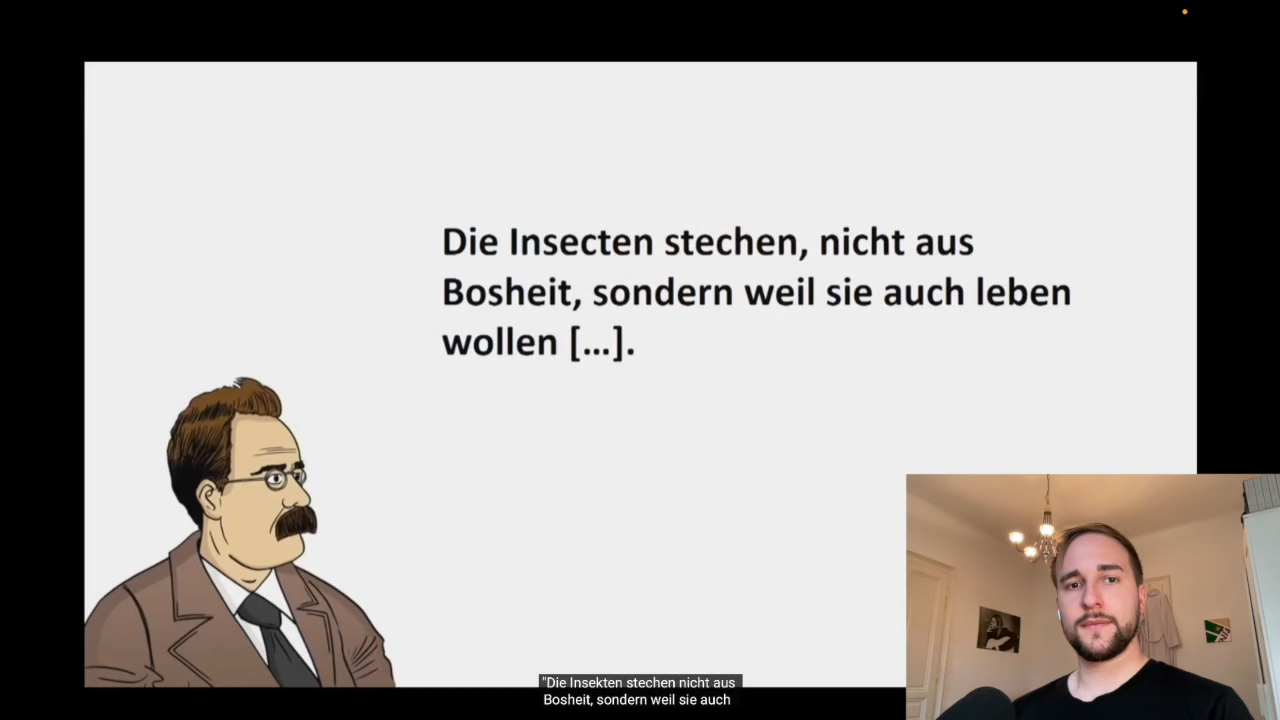 Die Insecten stechen, nicht aus
Bosheit, sondern weil sie auch leben
wollen [...].
"Die Insekten stechen nicht aus
Bosheit, sondern weil sie auch